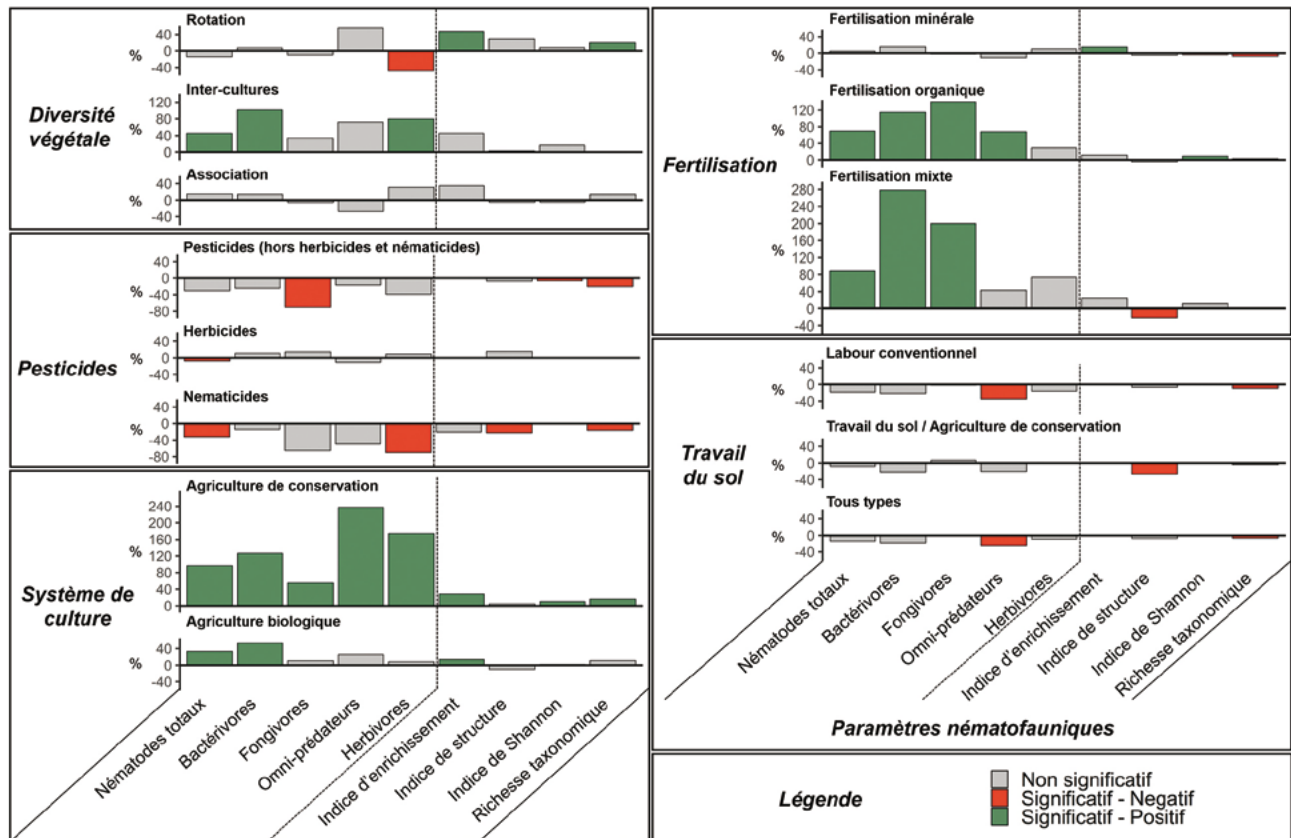 Rotation
%
40
0
-40
Inter-cultures
%
120
80
40
0
Diversité
végétale
Association
%
40
0
-40
Pesticides (hors herbicides et nématicides)
%
40
0
-40
-80
Herbicides
%
40
0
-40
Pesticides
Nematicides
%
40
0
-40
-80
Agriculture de conservation
%
240
200
160
120
80
40
0
Système de
culture
Agriculture biologique
%
40
0
Nématodes totaux
Bactérivores
Fongivores
Omni-prédateurs
Herbivores
Indice d'enrichissement
Indice de structure
Indice de Shannon
Richesse taxonomique
Fertilisation minérale
%
40
0
-40
Fertilisation organique
%
120
80
40
0
Fertilisation
Fertilisation mixte
%
280
240
200
160
120
80
40
0
-40
Labour conventionnel
%
40
0
-40
Travail du sol / Agriculture de conservation
%
40
0
-40
Travail
du sol
Tous types
%
40
0
-40
Nématodes totaux
Bactérivores
Fongivores
Omni-prédateurs
Herbivores
Indice d'enrichissement
Indice de structure
Indice de Shannon
Richesse taxonomique
Paramètres nématofauniques
Légende
Non significatif
Significatif - Negatif
Significatif - Positif